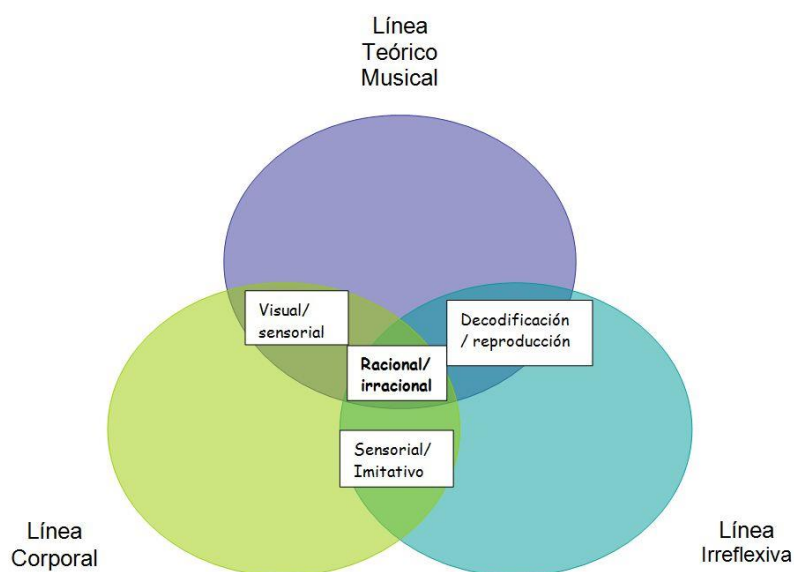 Línea
Teórico
Musical
Visual/
sensorial
Decodificación
/ reproducción
Racional/
irracional
Sensorial/
Imitativo
Línea
Corporal
Línea
Irreflexiva